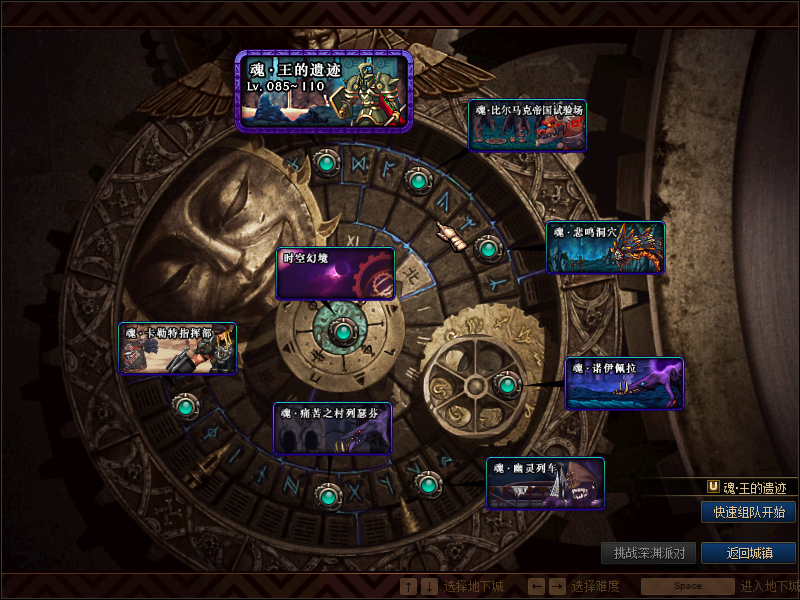 魂·王的遗迹
Lv. 085~110
魂·比尔马克帝国试验场
魂·悲鸣洞穴
时空幻境
魂·卡勒特指挥部
魂·诺伊佩拉
魂·痛苦之村列瑟芬
魂·幽灵列车
U 魂·王的遗迹
快速组队开始
挑战深渊派对
返回城镇
↑ ↓ 选择地下城 ← → 选择难度 Space 进入地下城